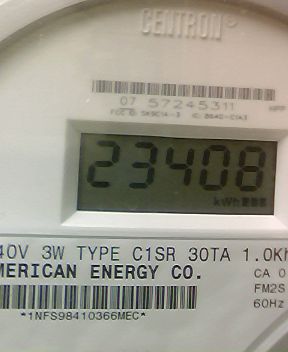 CENTRON®
07 57245311
23408
kWh
40V 3W TYPE C1SR 30TA 1.0Kh
MERICAN ENERGY CO.
CA 0
FM2S
60Hz
*1NFS98410366MEC*